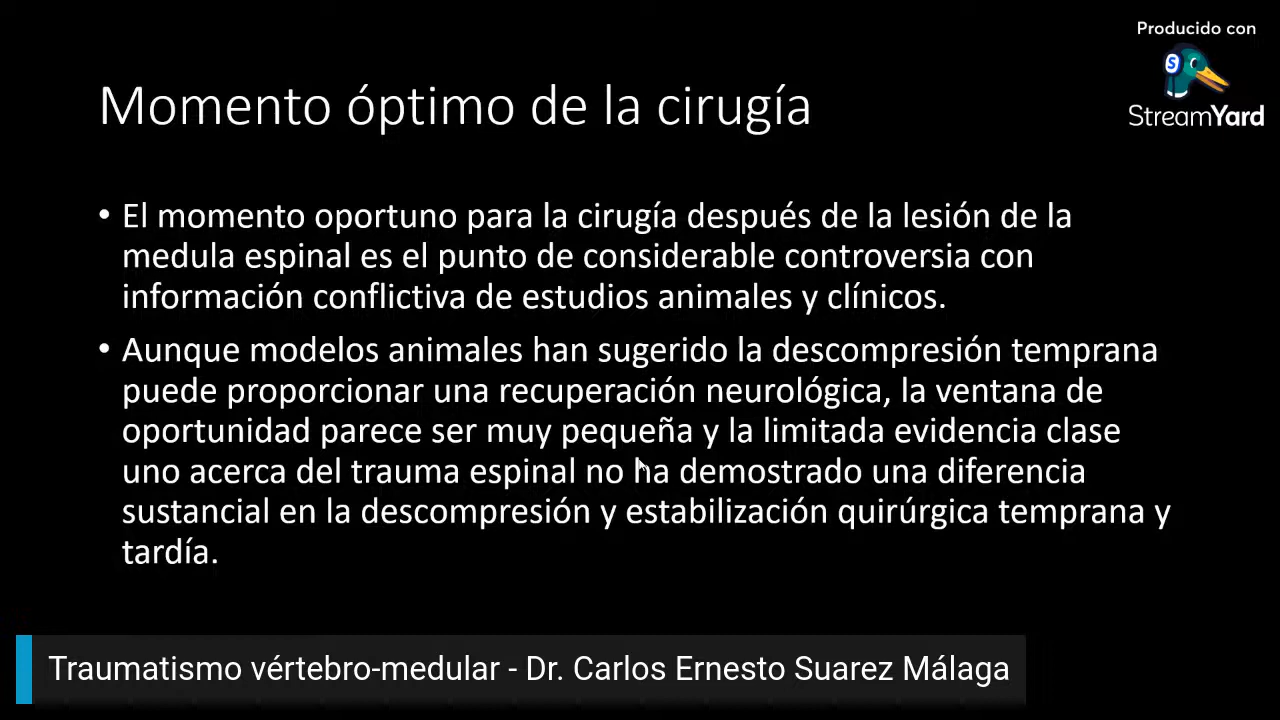 Producido con
S
StreamYard
Momento óptimo de la cirugía
• El momento oportuno para la cirugía después de la lesión de la
medula espinal es el punto de considerable controversia con
información conflictiva de estudios animales y clínicos.
• Aunque modelos animales han sugerido la descompresión temprana
puede proporcionar una recuperación neurológica, la ventana de
oportunidad parece ser muy pequeña y la limitada evidencia clase
uno acerca del trauma espinal no ha demostrado una diferencia
sustancial en la descompresión y estabilización quirúrgica temprana y
tardía.
Traumatismo vértebro-medular - Dr. Carlos Ernesto Suarez Málaga